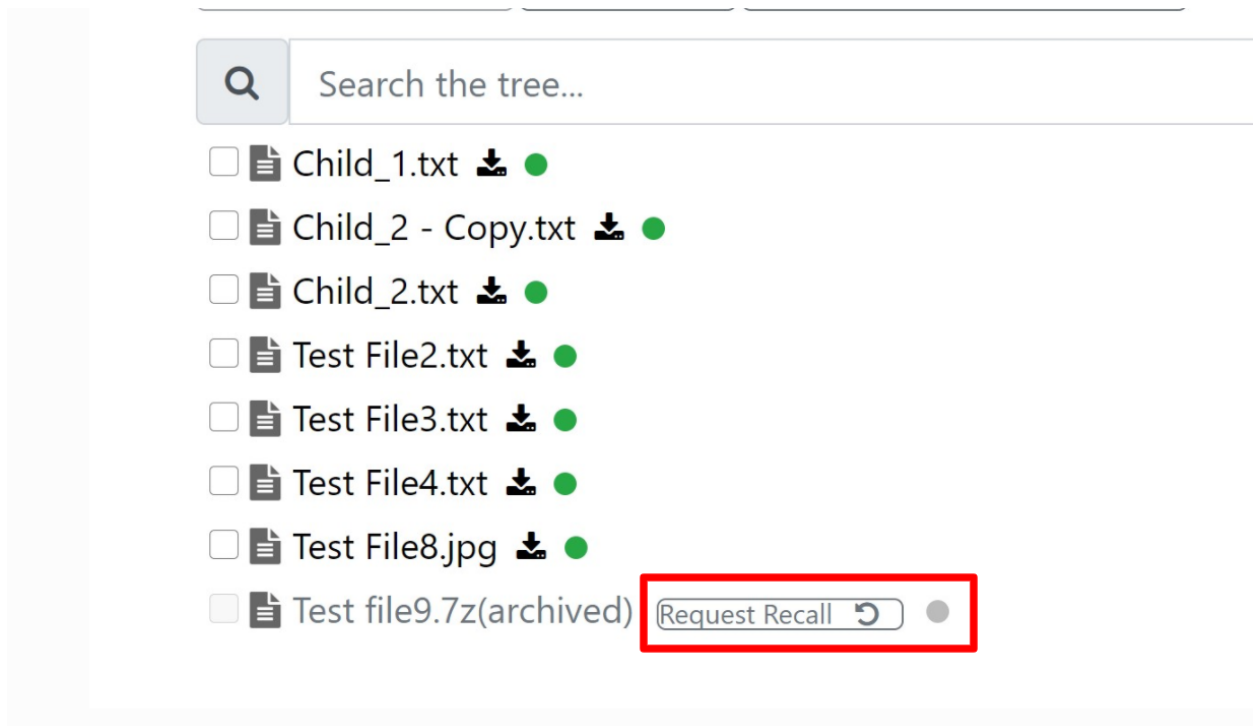 Search the tree...
Child_1.txt
Child_2 - Copy.txt
Child_2.txt
Test File2.txt
Test File3.txt
Test File4.txt
Test File8.jpg
Test file9.7z(archived) Request Recall